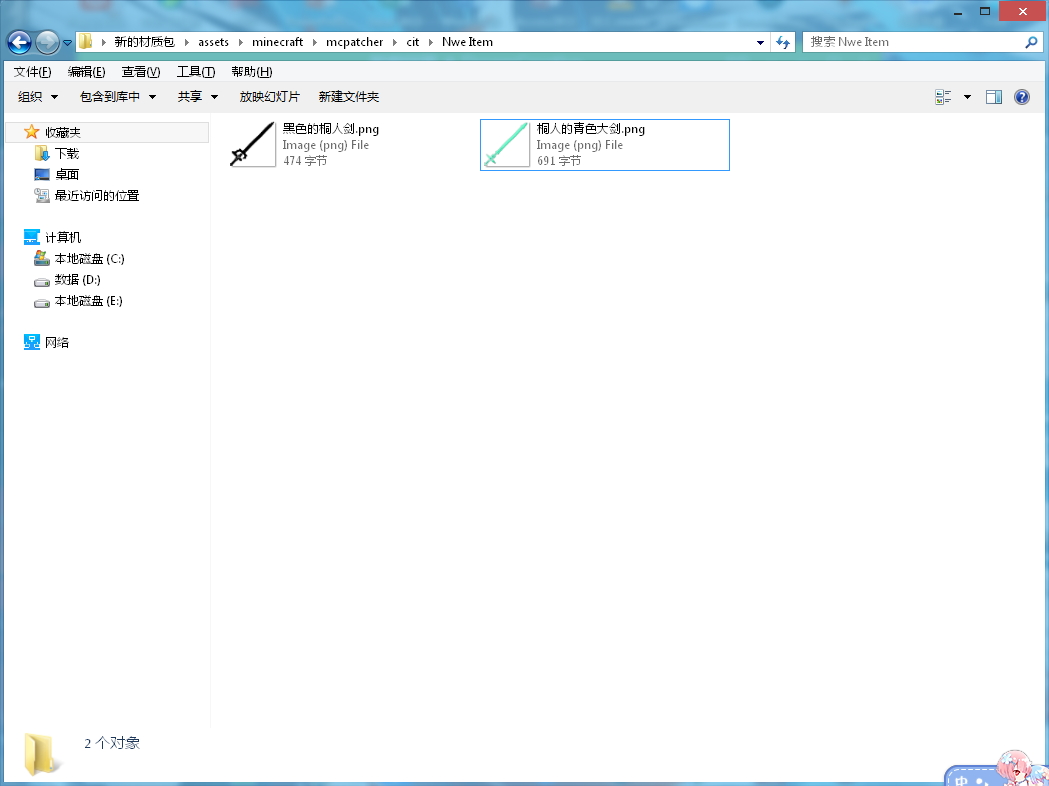 新的材质包 assets minecraft mcpatcher cit Nwe Item
搜索 Nwe Item
文件(F) 编辑(E) 查看(V) 工具(T) 帮助(H)
组织 包含到库中 共享 放映幻灯片 新建文件夹
收藏夹
下载
桌面
最近访问的位置
计算机
本地磁盘 (C:)
数据 (D:)
本地磁盘 (E:)
网络
黑色的桐人剑.png
Image (png) File
474 字节
桐人的青色大剑.png
Image (png) File
691 字节
2 个对象
中